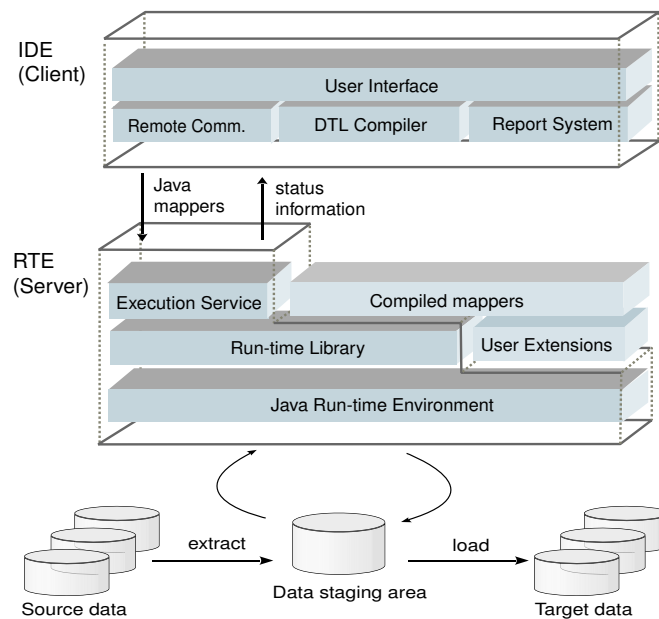 IDE
(Client)
User Interface
Remote Comm.
DTL Compiler
Report System
Java
mappers
status
information
RTE
(Server)
Execution Service
Compiled mappers
Run-time Library
User Extensions
Java Run-time Environment
extract
load
Source data
Data staging area
Target data